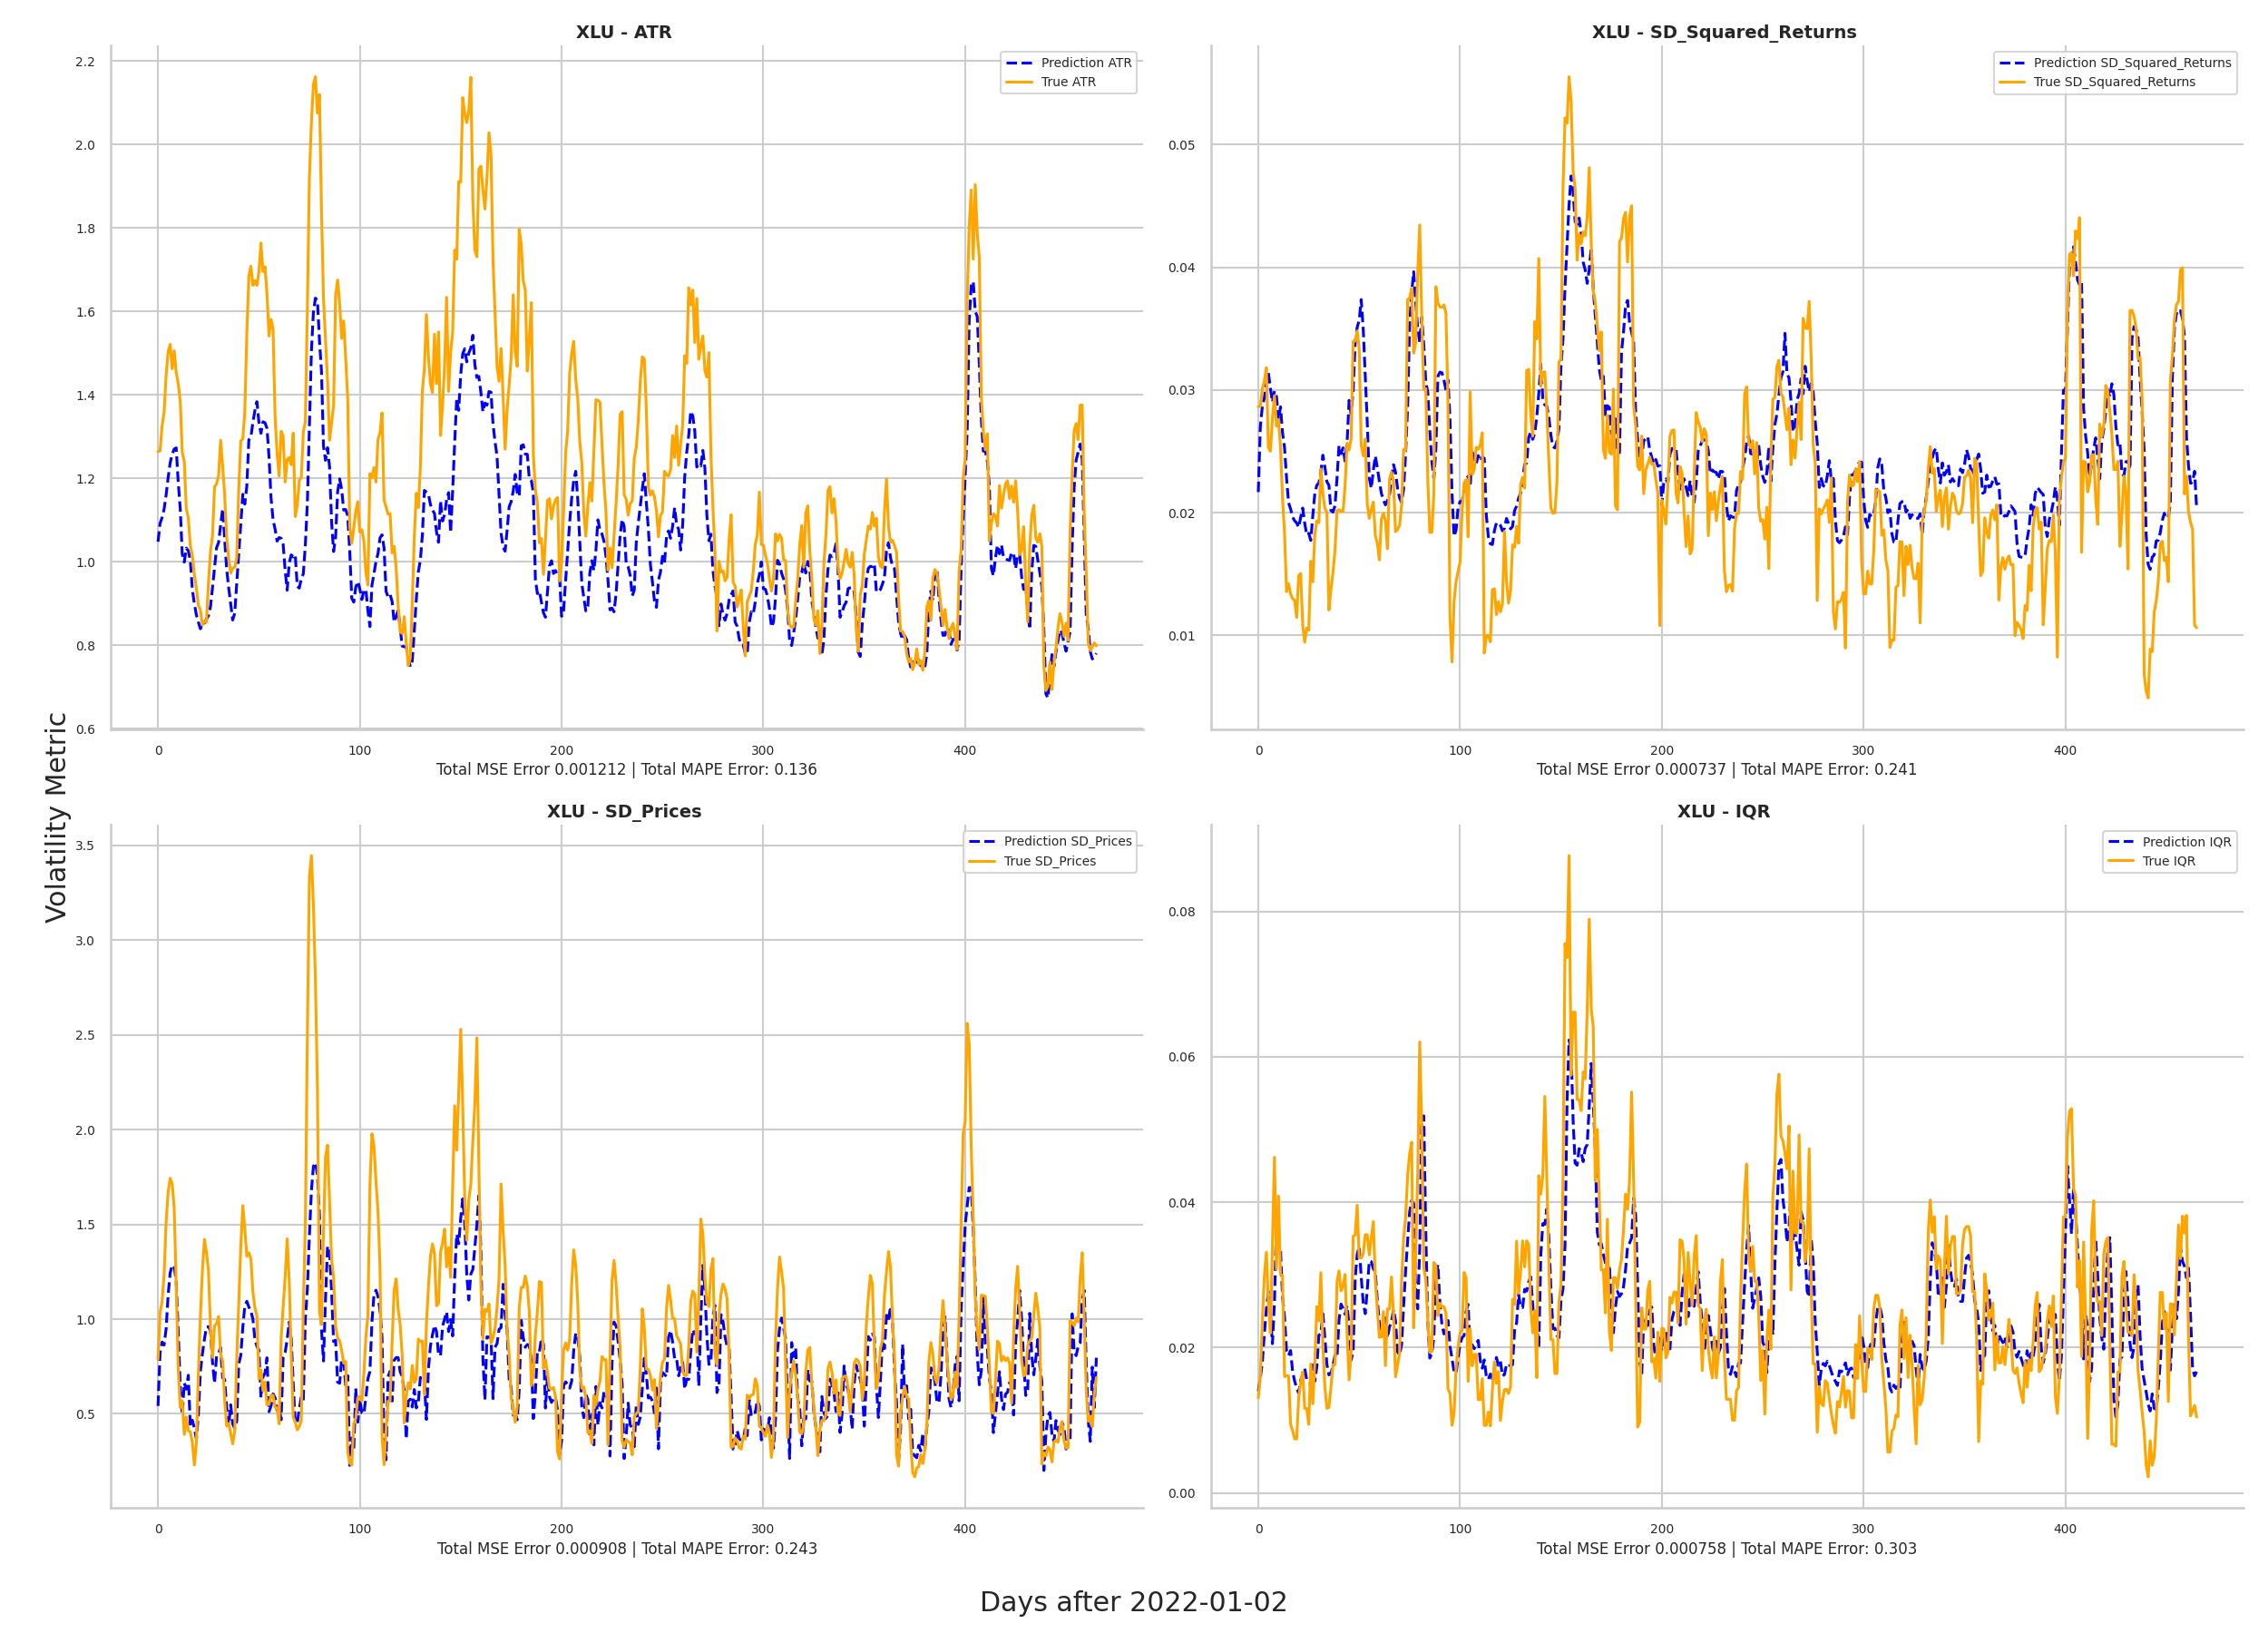 XLU - ATR
Prediction ATR
True ATR
2.2
2.0
1.8
1.6
1.4
1.2
1.0
0.8
0.6
0
100
200
300
400
Total MSE Error 0.001212 | Total MAPE Error: 0.136
XLU - SD_Squared_Returns
Prediction SD_Squared_Returns
True SD_Squared_Returns
0.05
0.04
0.03
0.02
0.01
0
100
200
300
400
Total MSE Error 0.000737 | Total MAPE Error: 0.241
Volatility Metric
XLU - SD_Prices
Prediction SD_Prices
True SD_Prices
3.5
3.0
2.5
2.0
1.5
1.0
0.5
0
100
200
300
400
Total MSE Error 0.000908 | Total MAPE Error: 0.243
XLU - IQR
Prediction IQR
True IQR
0.08
0.06
0.04
0.02
0.00
0
100
200
300
400
Total MSE Error 0.000758 | Total MAPE Error: 0.303
Days after 2022-01-02